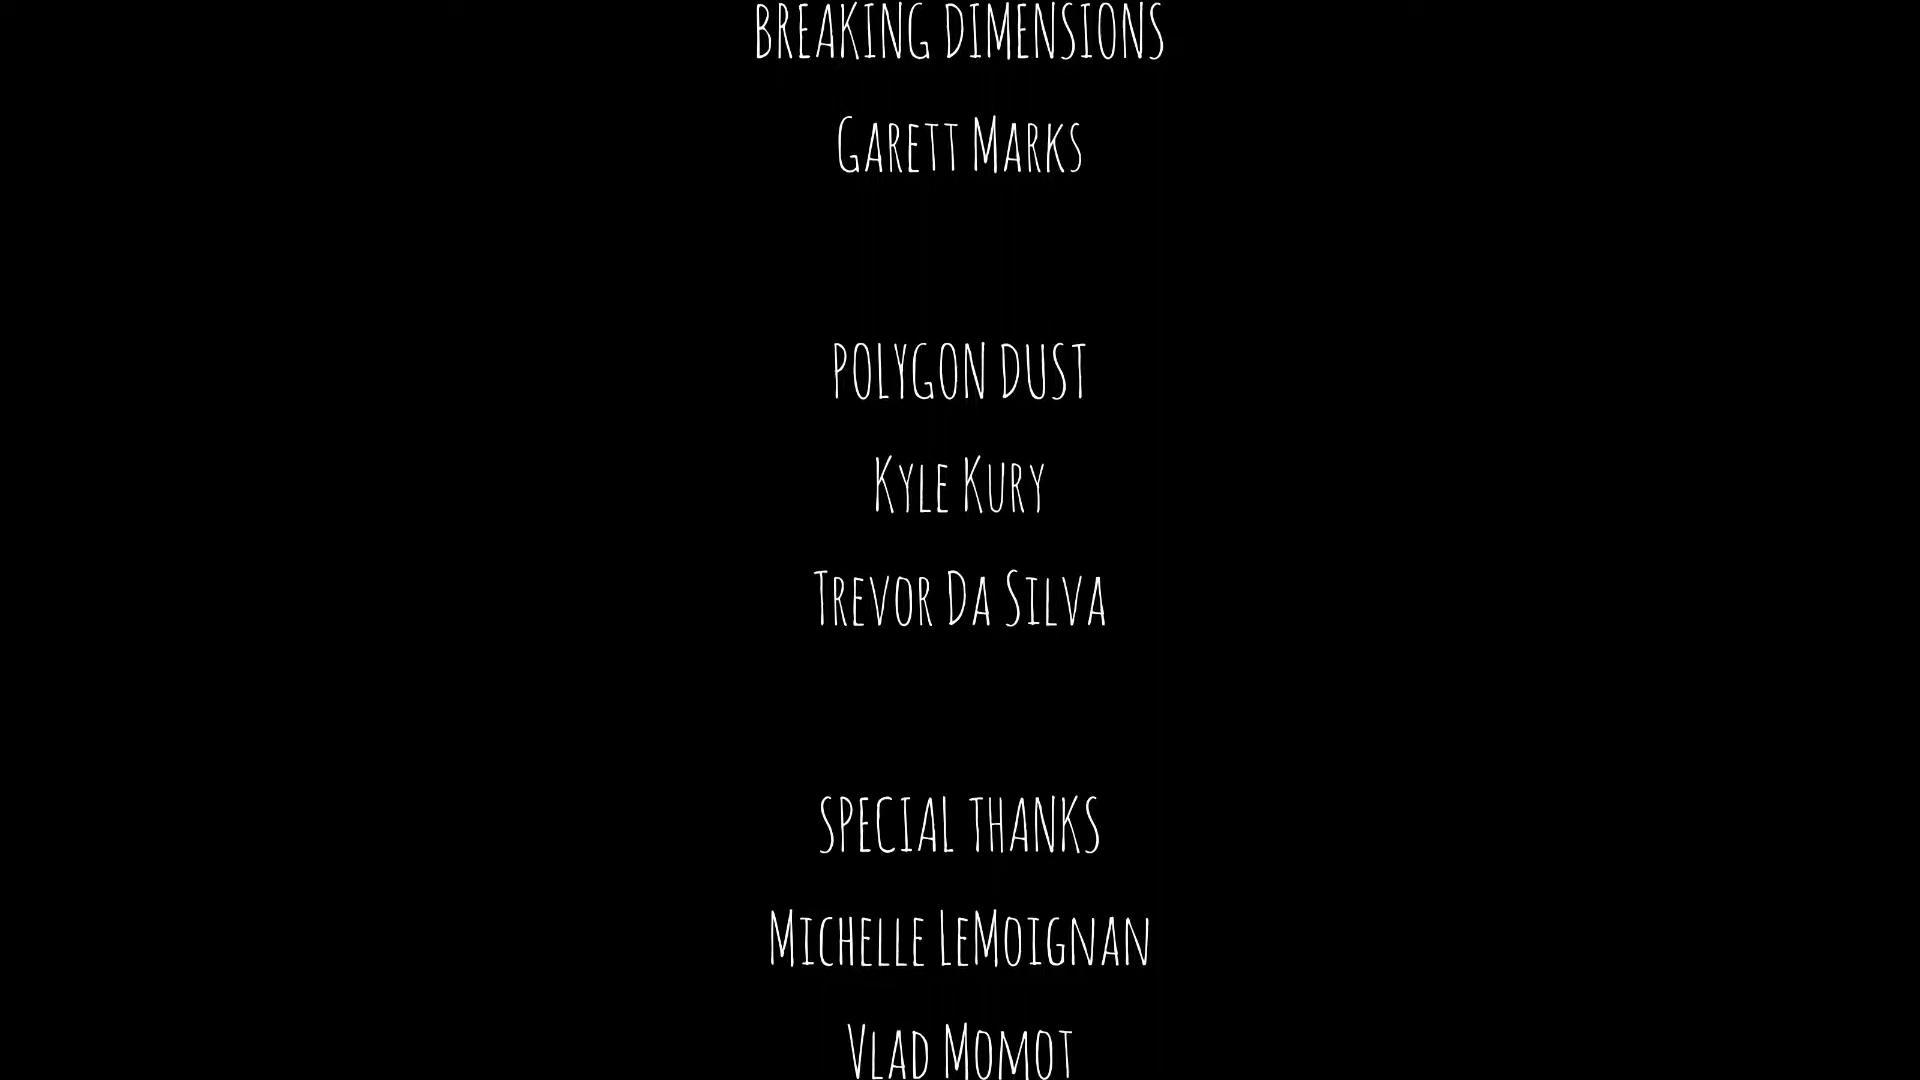 BREAKING DIMENSIONS
GARETT MARKS
POLYGON DUST
KYLE KURY
TREVOR DA SILVA
SPECIAL THANKS
MICHELLE LEMOIGNAN
VLAD MOMOT